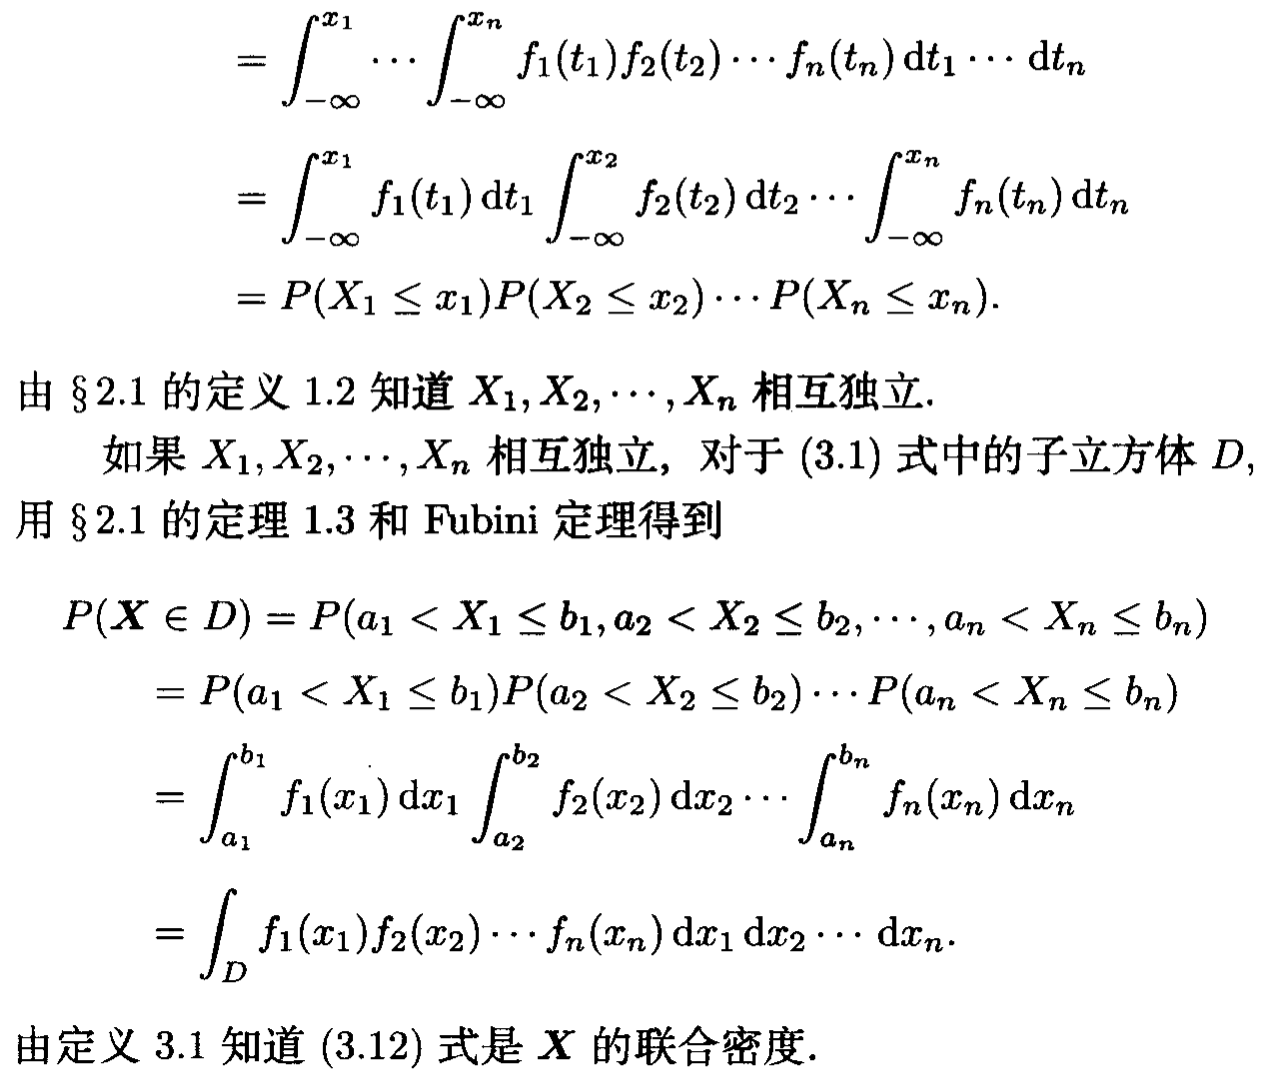 $= \int_{-\infty}^{x_1} \cdots \int_{-\infty}^{x_n} f_1(t_1) f_2(t_2) \cdots f_n(t_n) \, \mathrm{d}t_1 \cdots \mathrm{d}t_n$
$= \int_{-\infty}^{x_1} f_1(t_1) \, \mathrm{d}t_1 \int_{-\infty}^{x_2} f_2(t_2) \, \mathrm{d}t_2 \cdots \int_{-\infty}^{x_n} f_n(t_n) \, \mathrm{d}t_n$
$= P(X_1 \leq x_1) P(X_2 \leq x_2) \cdots P(X_n \leq x_n).$
由 §2.1 的定义 1.2 知道 $X_1, X_2, \cdots, X_n$ 相互独立.
如果 $X_1, X_2, \cdots, X_n$ 相互独立, 对于 (3.1) 式中的子立方体 $D$,
用 §2.1 的定理 1.3 和 Fubini 定理得到
$P(\boldsymbol{X} \in D) = P(a_1 < X_1 \leq b_1, a_2 < X_2 \leq b_2, \cdots, a_n < X_n \leq b_n)$
$= P(a_1 < X_1 \leq b_1) P(a_2 < X_2 \leq b_2) \cdots P(a_n < X_n \leq b_n)$
$= \int_{a_1}^{b_1} f_1(x_1) \, \mathrm{d}x_1 \int_{a_2}^{b_2} f_2(x_2) \, \mathrm{d}x_2 \cdots \int_{a_n}^{b_n} f_n(x_n) \, \mathrm{d}x_n$
$= \int_D f_1(x_1) f_2(x_2) \cdots f_n(x_n) \, \mathrm{d}x_1 \, \mathrm{d}x_2 \cdots \mathrm{d}x_n.$
由定义 3.1 知道 (3.12) 式是 $\boldsymbol{X}$ 的联合密度.